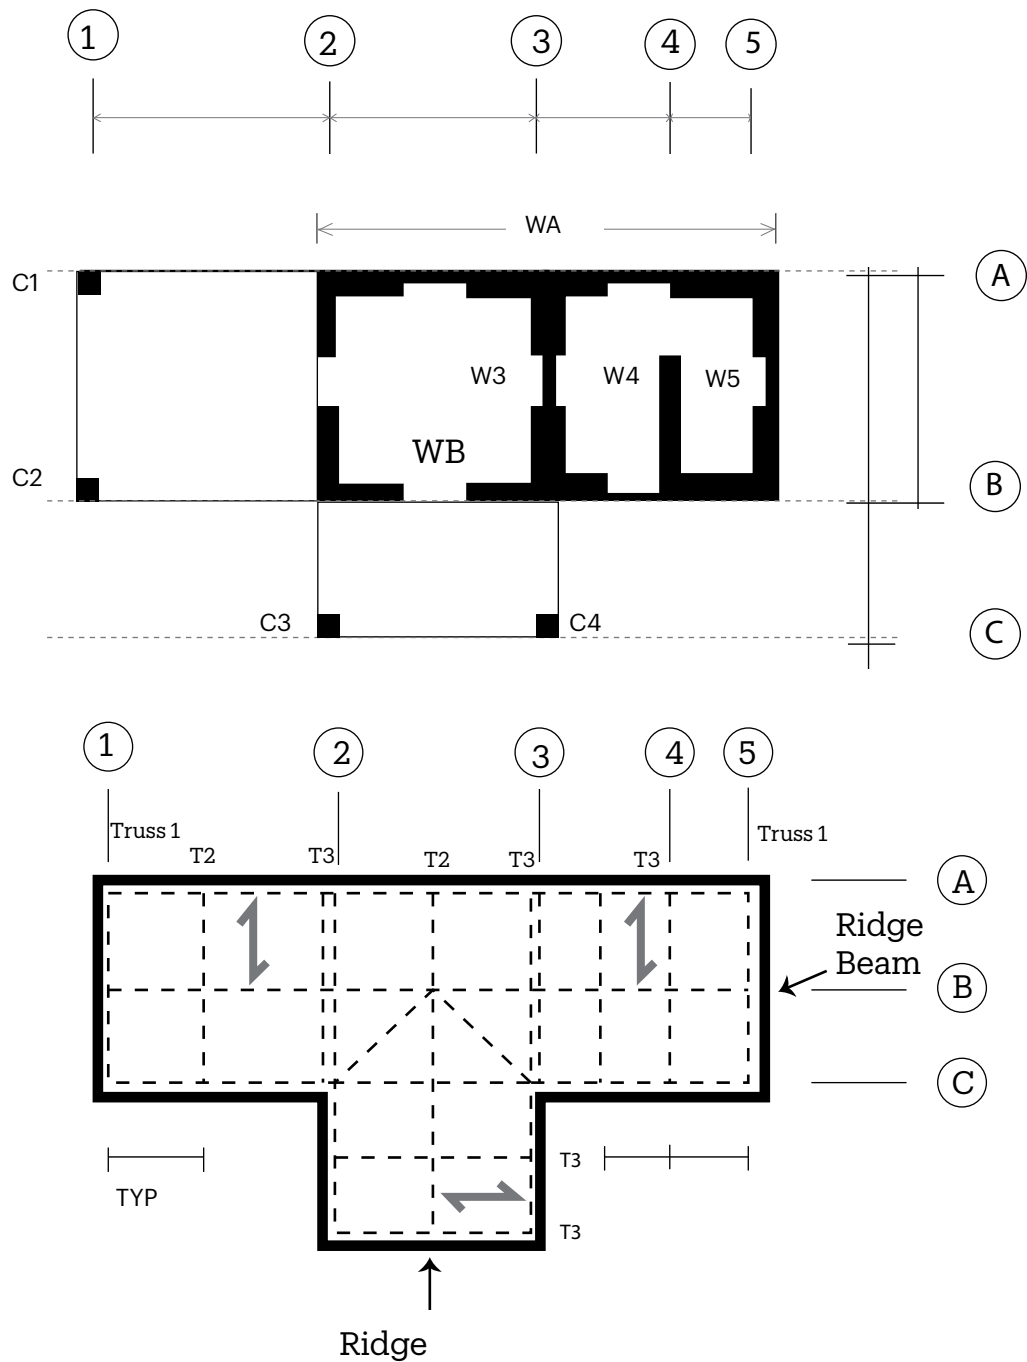 1 2 3 4 5
WA
C1 A
W3 W4 W5
WB
C2 B
C3 C4 C
1 2 3 4 5
Truss 1 Truss 1
T2 T3 T2 T3 T3
A
Ridge
Beam
B
C
T3
TYP
T3
Ridge